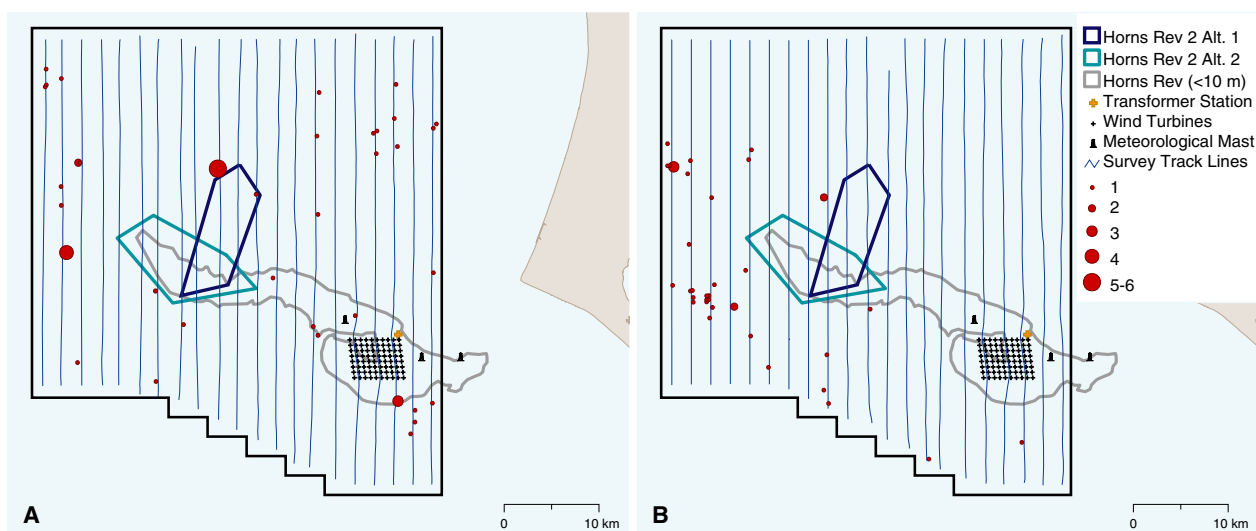 Horns Rev 2 Alt. 1
Horns Rev 2 Alt. 2
Horns Rev (<10 m)
Transformer Station
Wind Turbines
Meteorological Mast
Survey Track Lines
1
2
3
4
5-6
A
0 10 km
B
0 10 km